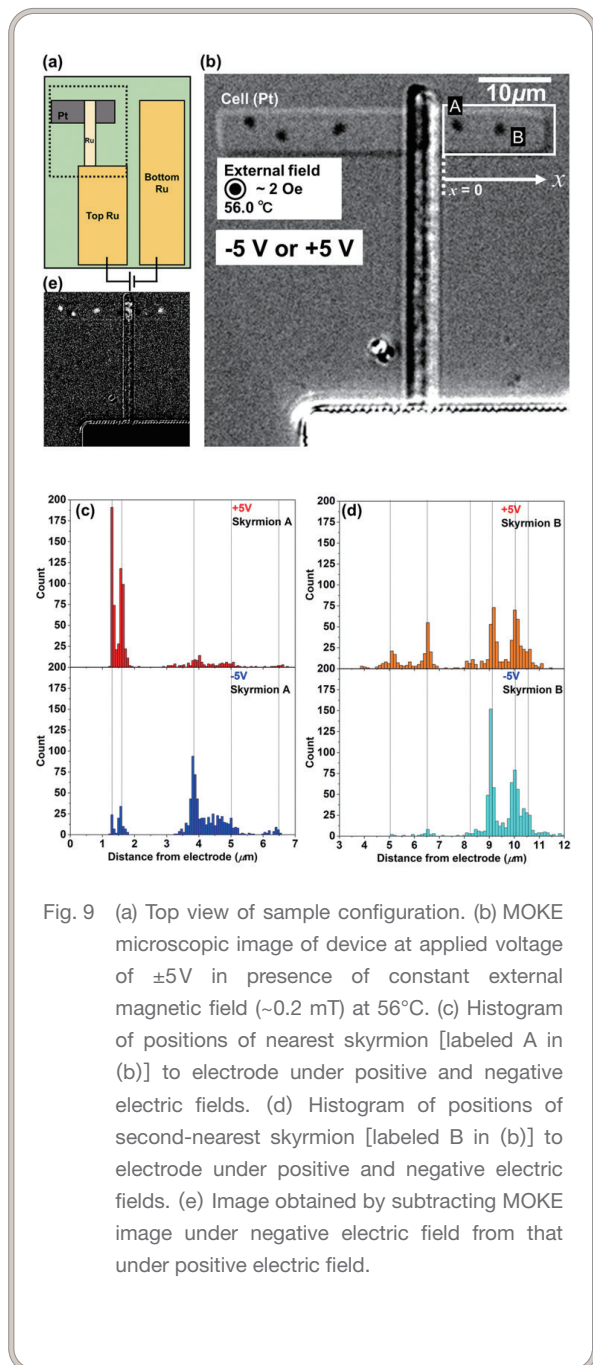 (a)
Pt
Ru
Top Ru
Bottom
Ru
(b)
10μm
Cell (Pt)
A
B
External field
~ 2 Oe
56.0 °C
x = 0
x
-5 V or +5 V
(e)
(c)
+5V
Skyrmion A
200
175
150
125
100
75
50
25
Count
-5V
Skyrmion A
200
175
150
125
100
75
50
25
0
Count
0 1 2 3 4 5 6 7
Distance from electrode (μm)
(d)
+5V
Skyrmion B
200
175
150
125
100
75
50
25
Count
-5V
Skyrmion B
200
175
150
125
100
75
50
25
0
Count
3 4 5 6 7 8 9 10 11 12
Distance from electrode (μm)
Fig. 9 (a) Top view of sample configuration. (b) MOKE
microscopic image of device at applied voltage
of ±5 V in presence of constant external
magnetic field (~0.2 mT) at 56°C. (c) Histogram
of positions of nearest skyrmion [labeled A in
(b)] to electrode under positive and negative
electric fields. (d) Histogram of positions of
second-nearest skyrmion [labeled B in (b)] to
electrode under positive and negative electric
fields. (e) Image obtained by subtracting MOKE
image under negative electric field from that
under positive electric field.